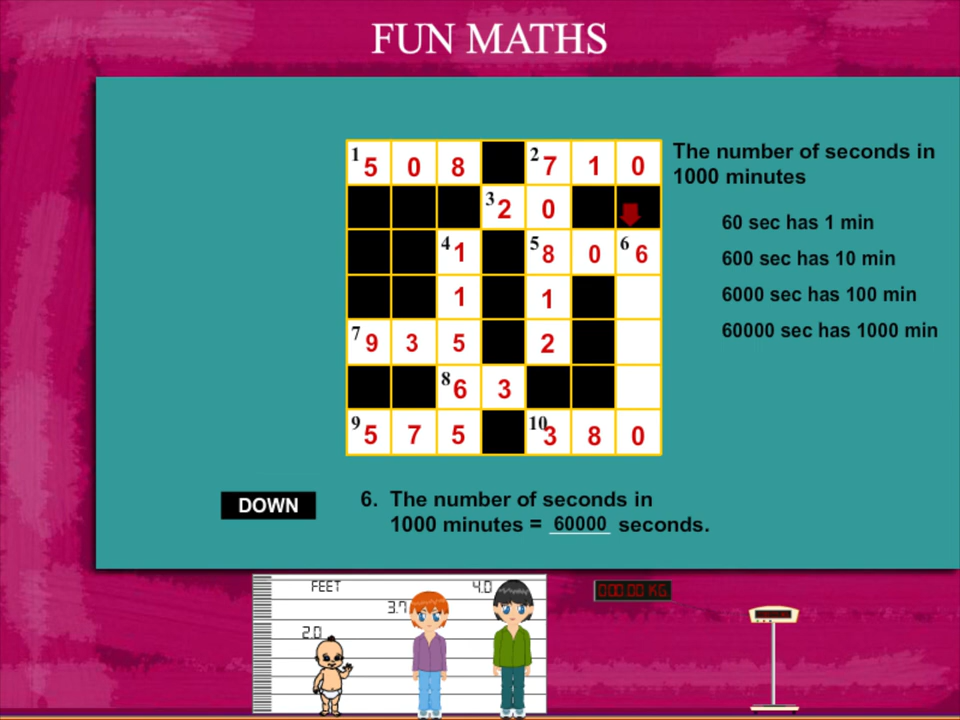 FUN MATHS
1 5 0 8 2 7 1 0
3 2 0
4 1 5 8 0 6 6
1 1
7 9 3 5 2
8 6 3
9 5 7 5 10 3 8 0
The number of seconds in
1000 minutes
60 sec has 1 min
600 sec has 10 min
6000 sec has 100 min
60000 sec has 1000 min
DOWN
6. The number of seconds in
1000 minutes = 60000 seconds.
FEET
4.0
3.7
2.0
000.00 KG